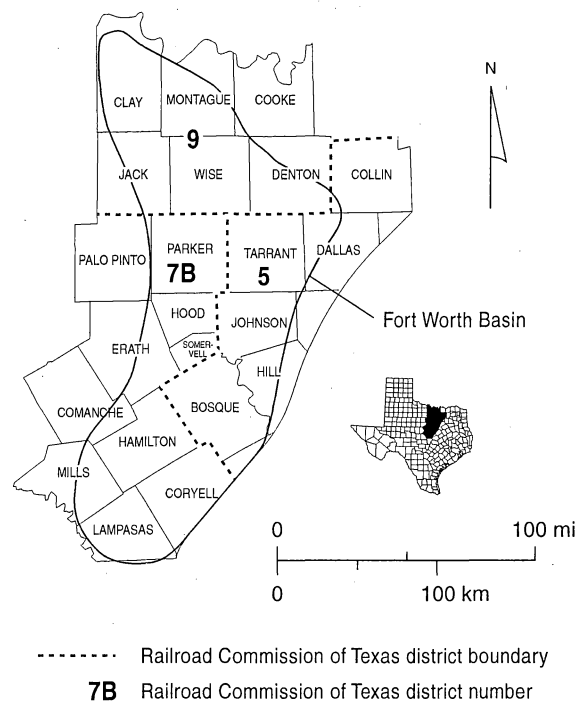 N
CLAY
MONTAGUE
COOKE
9
JACK
WISE
DENTON
COLLIN
PALO PINTO
PARKER
7B
TARRANT
5
DALLAS
HOOD
JOHNSON
Fort Worth Basin
SOMER-
VELL
ERATH
HILL
COMANCHE
BOSQUE
HAMILTON
MILLS
CORYELL
LAMPASAS
0 100 mi
0 100 km
Railroad Commission of Texas district boundary
7B Railroad Commission of Texas district number